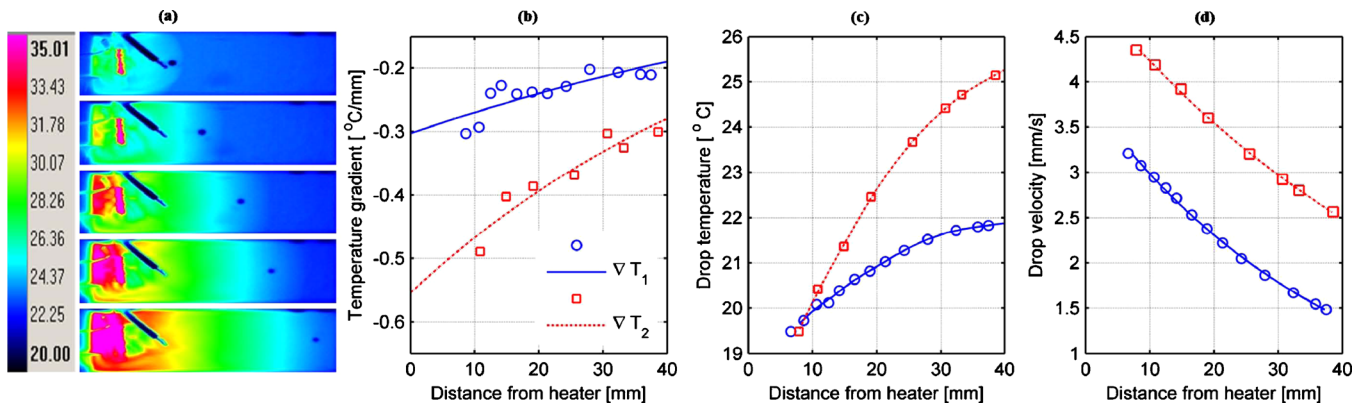 (a)
35.01
33.43
31.78
30.07
28.26
26.36
24.37
22.25
20.00
(b)
Temperature gradient [ °C/mm]
-0.2
-0.3
-0.4
-0.5
-0.6
∇ T1
∇ T2
0 10 20 30 40
Distance from heater [mm]
(c)
Drop temperature [ °C]
26
25
24
23
22
21
20
19
0 10 20 30 40
Distance from heater [mm]
(d)
Drop velocity [mm/s]
4.5
4
3.5
3
2.5
2
1.5
1
0 10 20 30 40
Distance from heater [mm]